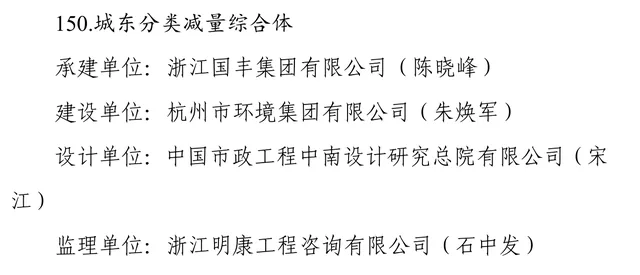 150.城东分类减量综合体
承建单位：浙江国丰集团有限公司（陈晓峰）
建设单位：杭州市环境集团有限公司（朱焕军）
设计单位：中国市政工程中南设计研究总院有限公司（宋
江）
监理单位：浙江明康工程咨询有限公司（石中发）